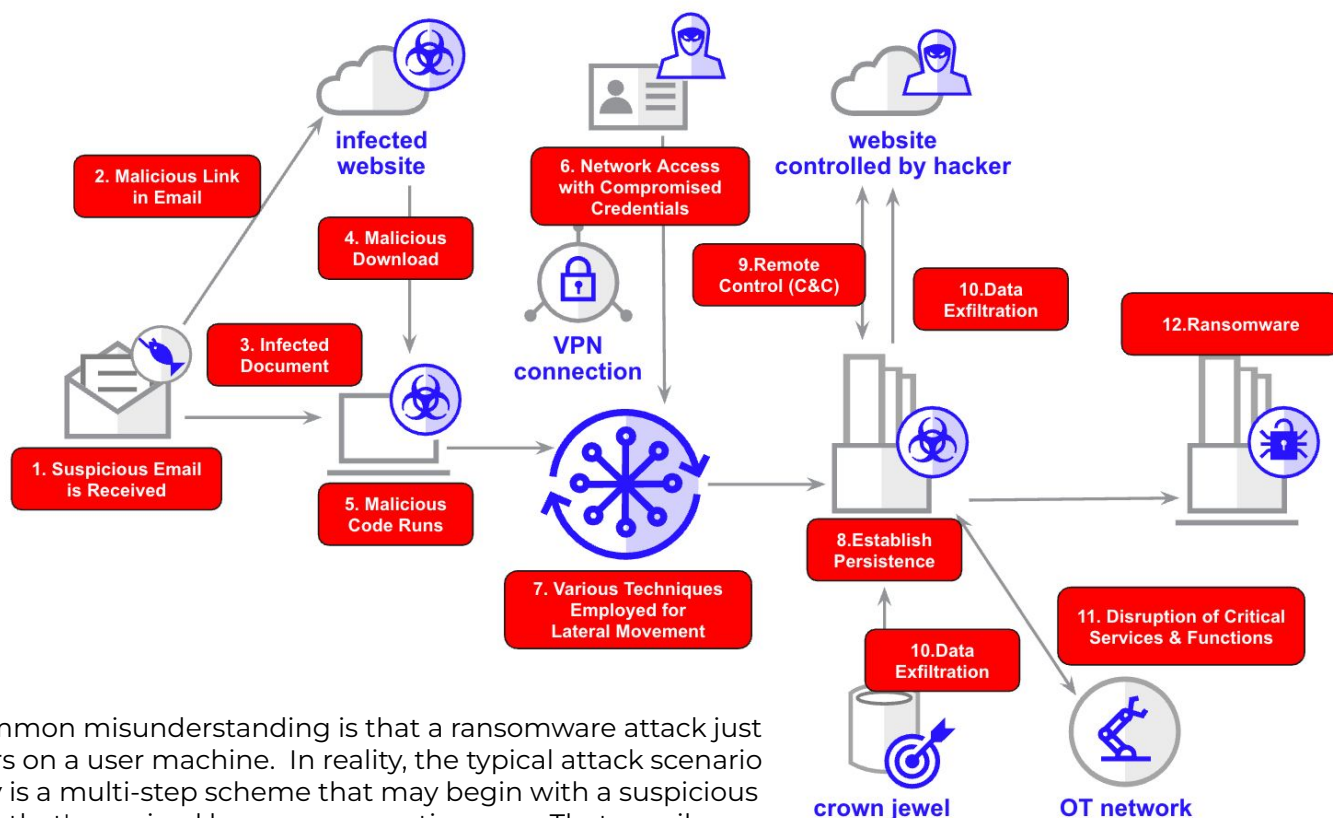 infected
website
website
controlled by hacker
2. Malicious Link
in Email
6. Network Access
with Compromised
Credentials
4. Malicious
Download
9.Remote
Control (C&C)
10.Data
Exfiltration
12.Ransomware
3. Infected
Document
VPN
connection
1. Suspicious Email
is Received
5. Malicious
Code Runs
8.Establish
Persistence
7. Various Techniques
Employed for
Lateral Movement
11. Disruption of Critical
Services & Functions
10.Data
Exfiltration
crown jewel
OT network
misunderstanding is that a ransomware attack just
on a user machine. In reality, the typical attack scenario
is a multi-step scheme that may begin with a suspicious